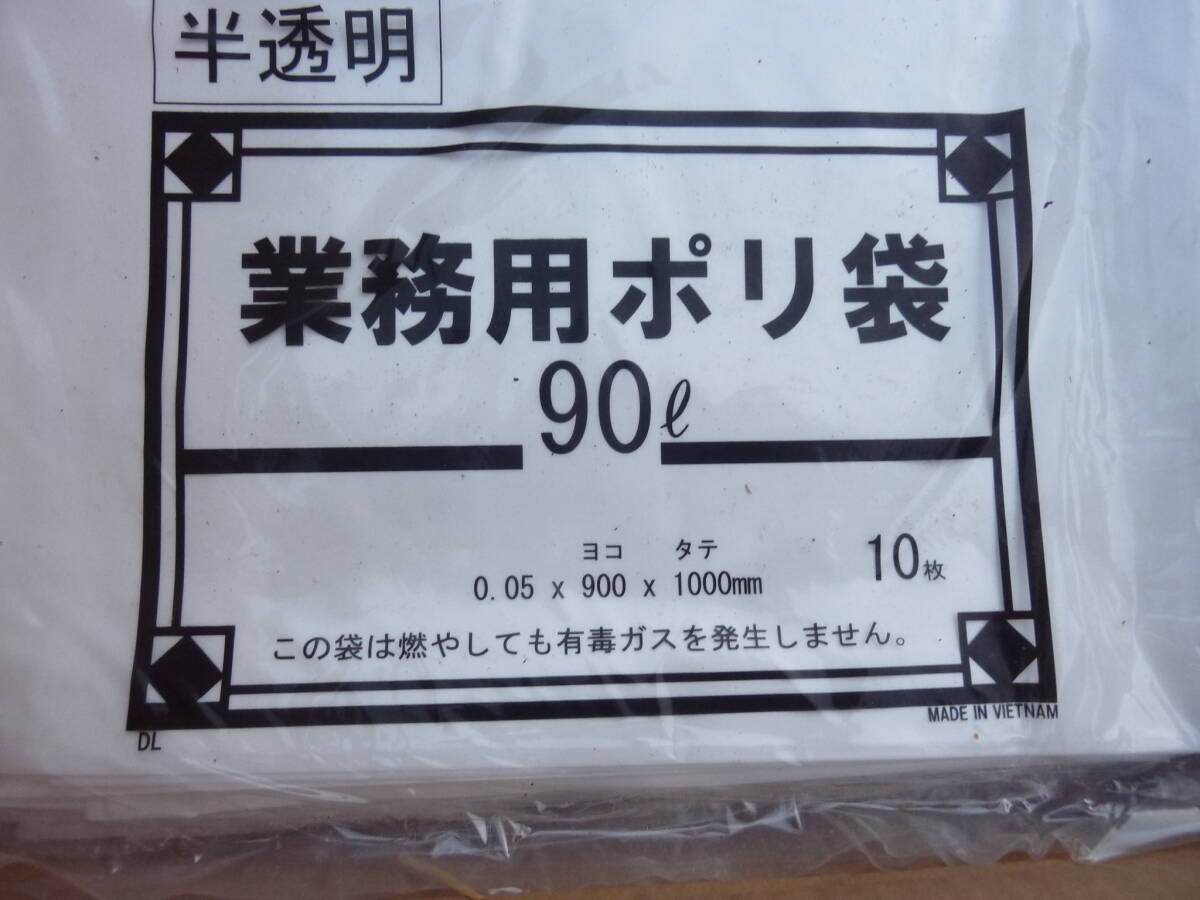 半透明
業務用ポリ袋
90ℓ
ヨコ タテ
0.05 x 900 x 1000mm 10枚
この袋は燃やしても有毒ガスを発生しません。
MADE IN VIETNAM
DL